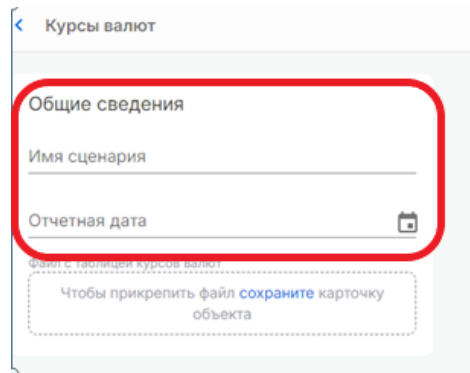 Курсы валют
Общие сведения
Имя сценария
Отчетная дата
Файл с таблицей курсов валют
Чтобы прикрепить файл сохраните карточку
объекта